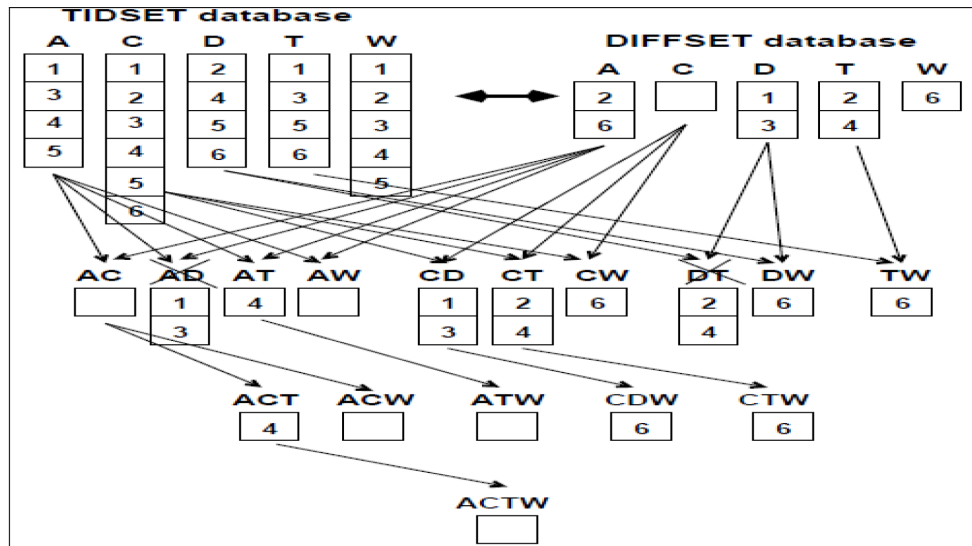 TIDSET database
DIFFSET database
A C D T W
A C D T W
1 1 2 1 1
3 2 4 3 2
4 3 5 5 3
5 4 6 6 4
5 5
6
2 1 2 6
6 3 4
AC AD AT AW CD CT CW DT DW TW
1 4 1 2 6 2 6 6
3 3 4 4
ACT ACW ATW CDW CTW
4 6 6
ACTW